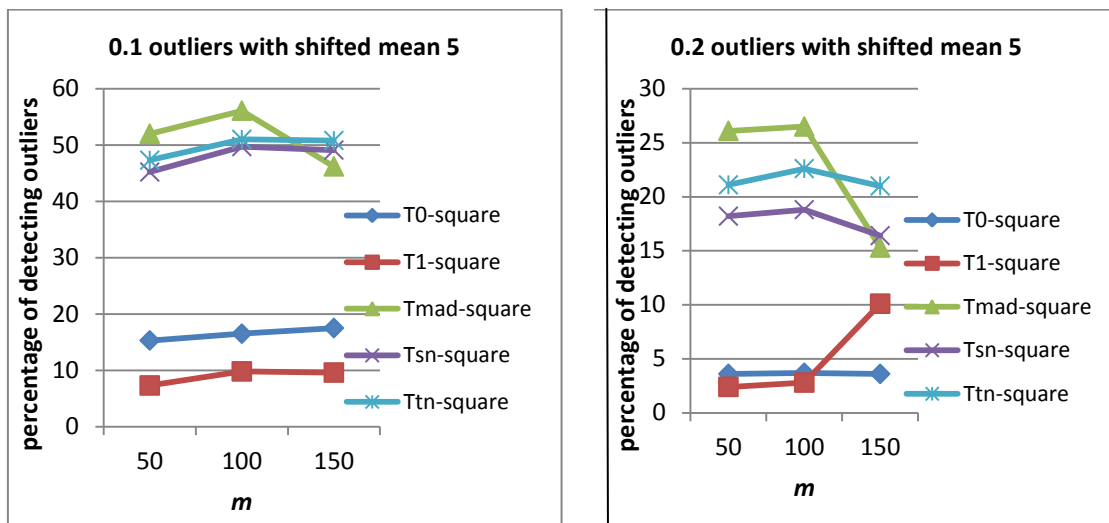 0.1 outliers with shifted mean 5
percentage of detecting outliers
60
50
40
30
20
10
0
50 100 150
m
T0-square
T1-square
Tmad-square
Tsn-square
Ttn-square
0.2 outliers with shifted mean 5
percentage of detecting outliers
30
25
20
15
10
5
0
50 100 150
m
T0-square
T1-square
Tmad-square
Tsn-square
Ttn-square